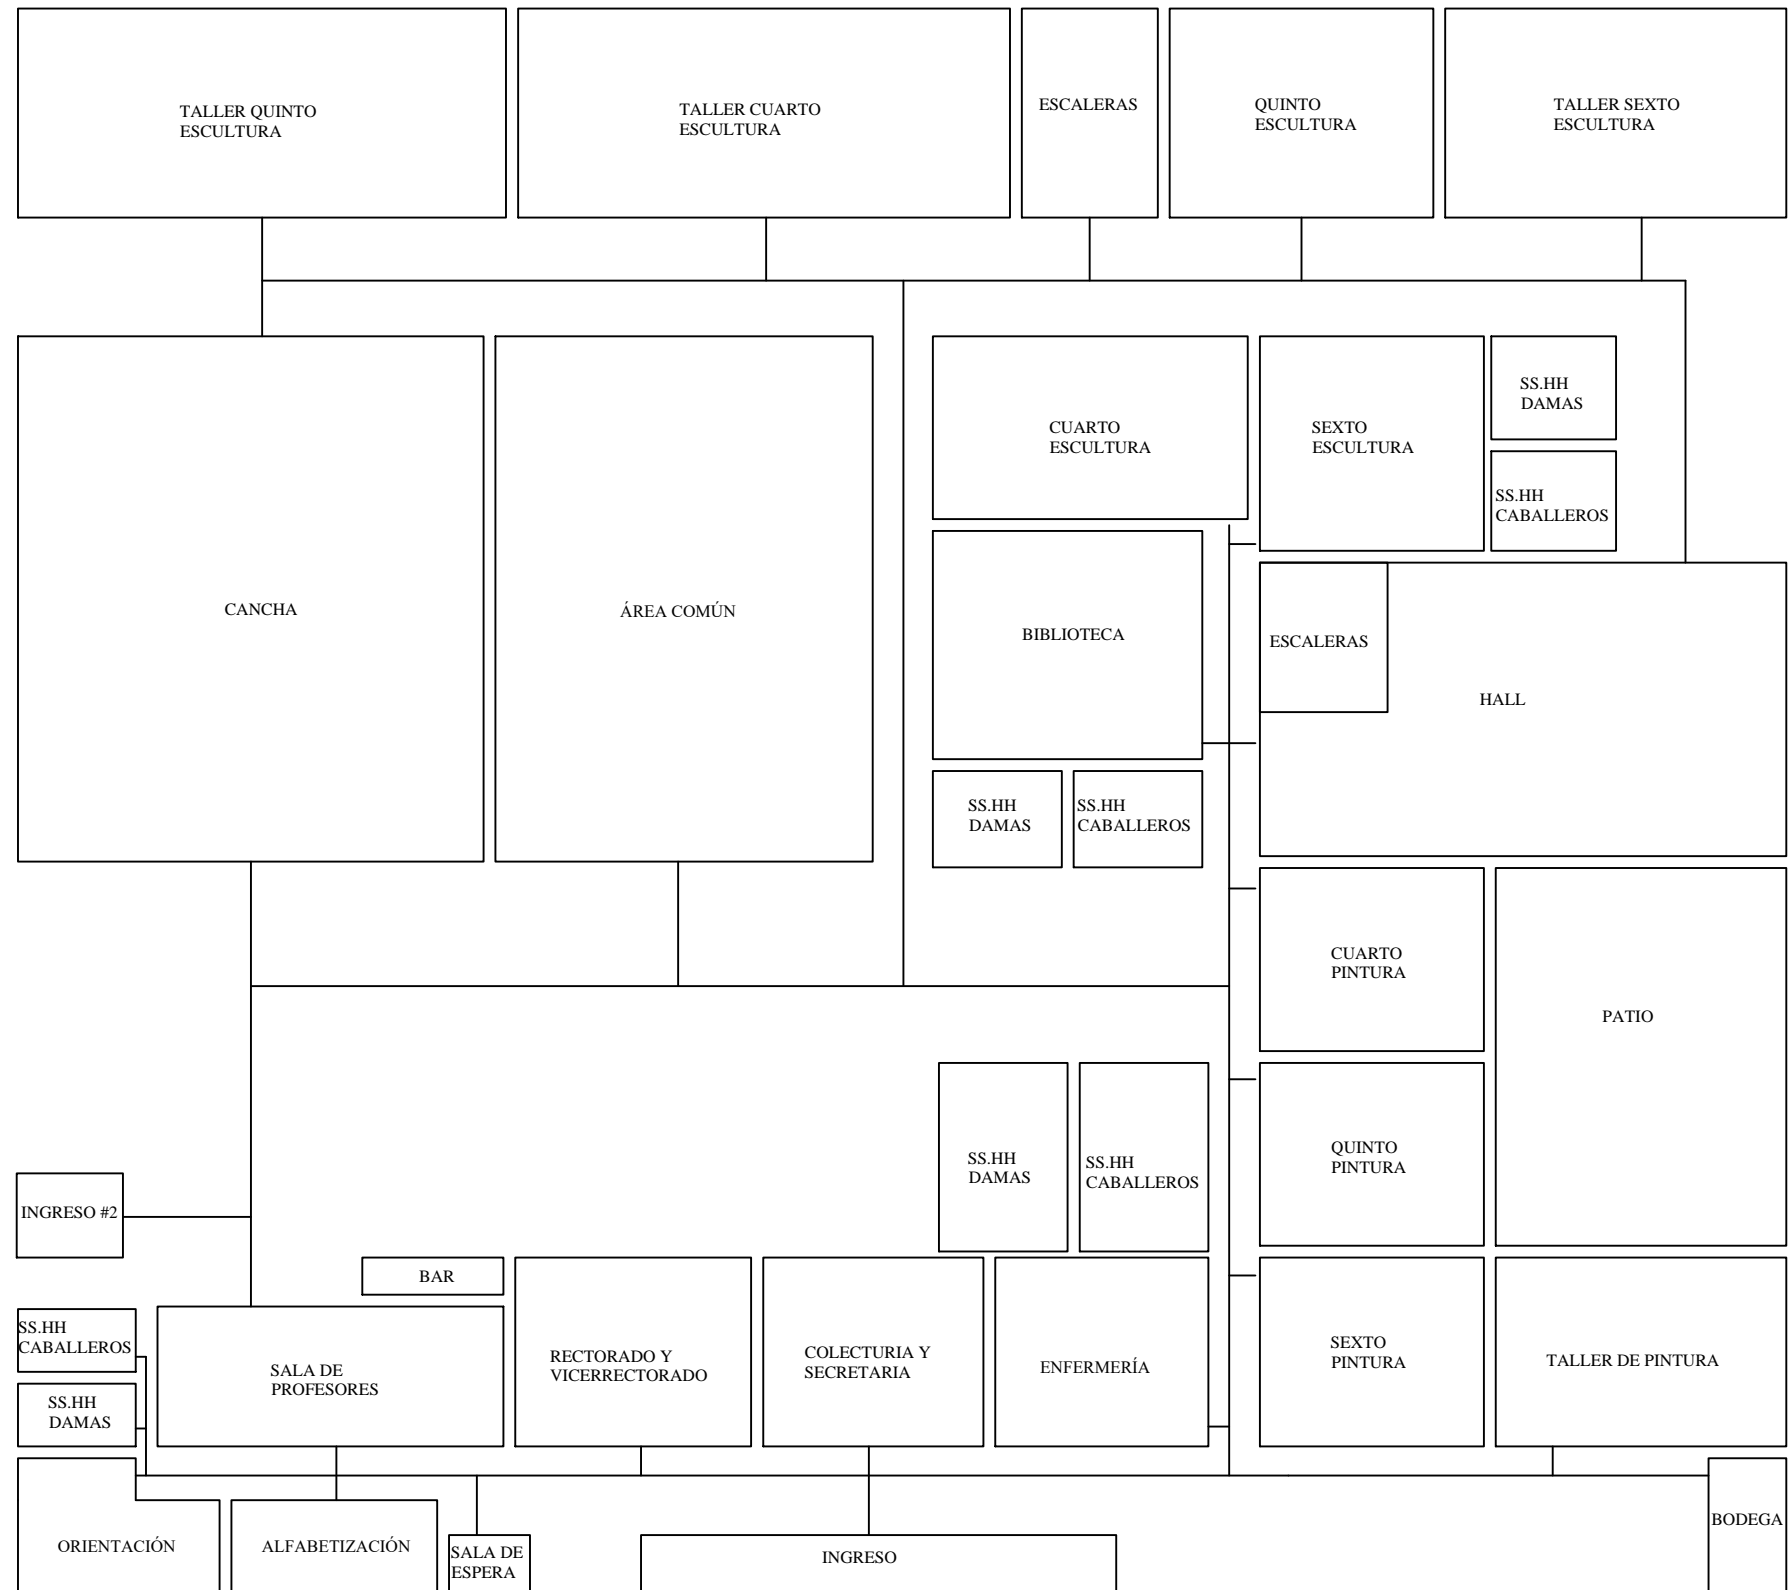 TALLER QUINTO
ESCULTURA
TALLER CUARTO
ESCULTURA
ESCALERAS
QUINTO
ESCULTURA
TALLER SEXTO
ESCULTURA
CANCHA
ÁREA COMÚN
CUARTO
ESCULTURA
SEXTO
ESCULTURA
SS.HH
DAMAS
SS.HH
CABALLEROS
BIBLIOTECA
ESCALERAS
HALL
SS.HH
DAMAS
SS.HH
CABALLEROS
CUARTO
PINTURA
PATIO
SS.HH
DAMAS
SS.HH
CABALLEROS
QUINTO
PINTURA
INGRESO #2
BAR
SS.HH
CABALLEROS
SS.HH
DAMAS
SALA DE
PROFESORES
RECTORADO Y
VICERRECTORADO
COLECTURIA Y
SECRETARIA
ENFERMERÍA
SEXTO
PINTURA
TALLER DE PINTURA
ORIENTACIÓN
ALFABETIZACIÓN
SALA DE
ESPERA
INGRESO
BODEGA